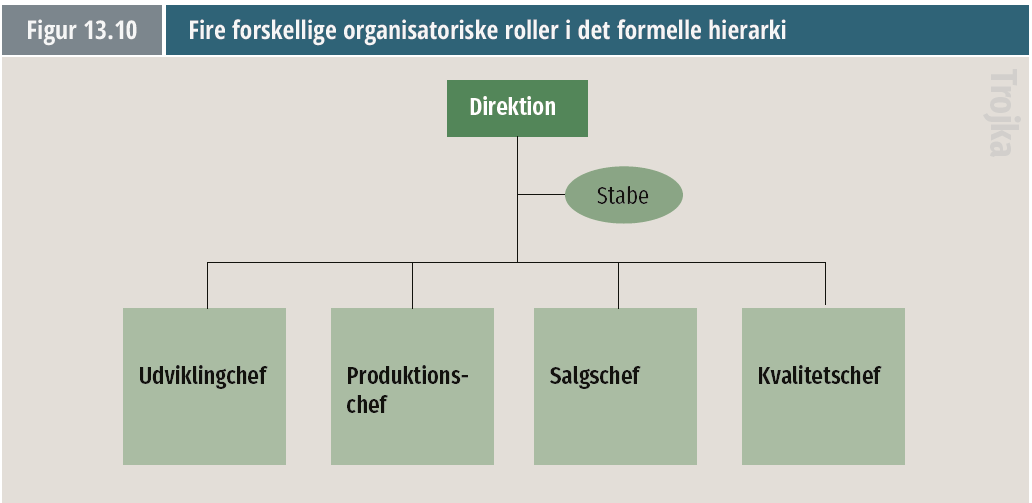 Figur 13.10
Fire forskellige organisatoriske roller i det formelle hierarki
Trojka
Direktion
Stabe
Udviklingchef
Produktions-
chef
Salgschef
Kvalitetschef